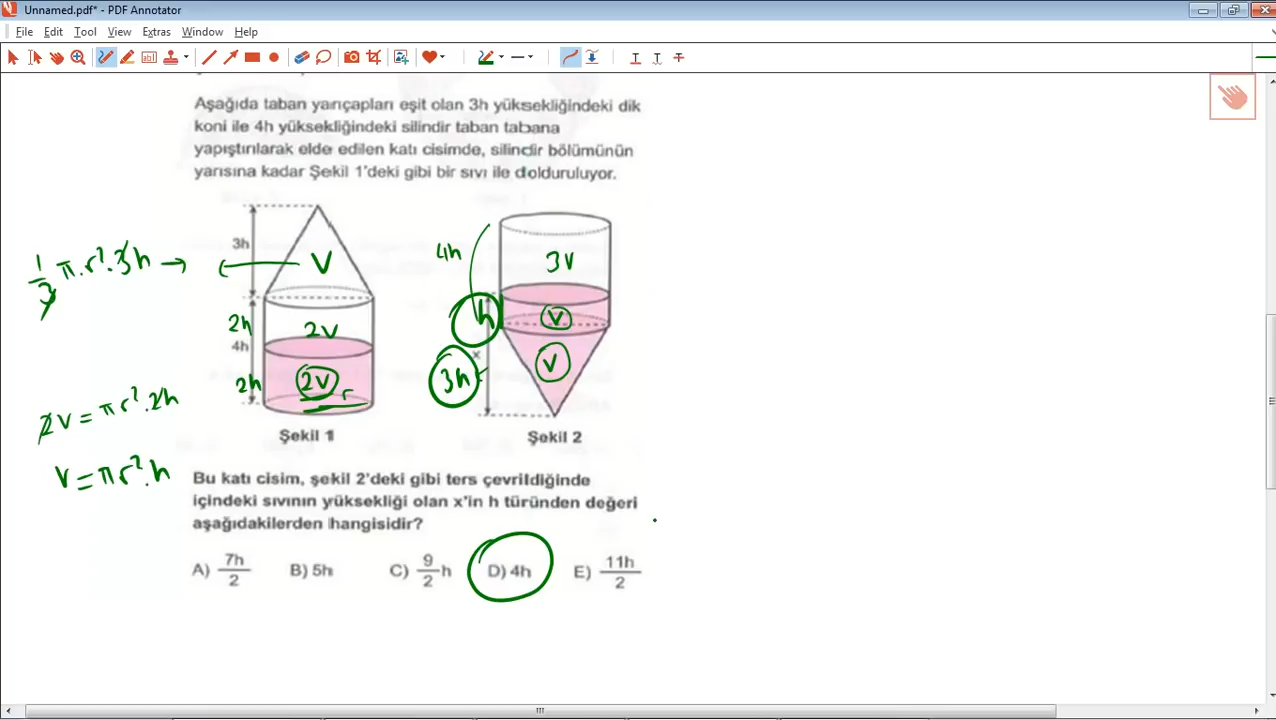 Unnamed.pdf* - PDF Annotator
File Edit Tool View Extras Window Help
Aşağıda taban yarıçapları eşit olan 3h yüksekliğindeki dik
koni ile 4h yüksekliğindeki silindir taban tabana
yapıştırılarak elde edilen katı cisimde, silindir bölümünün
yarısına kadar Şekil 1'deki gibi bir sıvı ile dolduruluyor.
1/3 π.r².3h →
3h
V
2h
4h
2h
2V
2V
r
Şekil 1
4h
3V
h
V
x
3h
V
Şekil 2
2V = πr².2h
V = πr².h
Bu katı cisim, şekil 2'deki gibi ters çevrildiğinde
içindeki sıvının yüksekliği olan x'in h türünden değeri
aşağıdakilerden hangisidir?
A) 7h/2 B) 5h C) 9/2 h D) 4h E) 11h/2